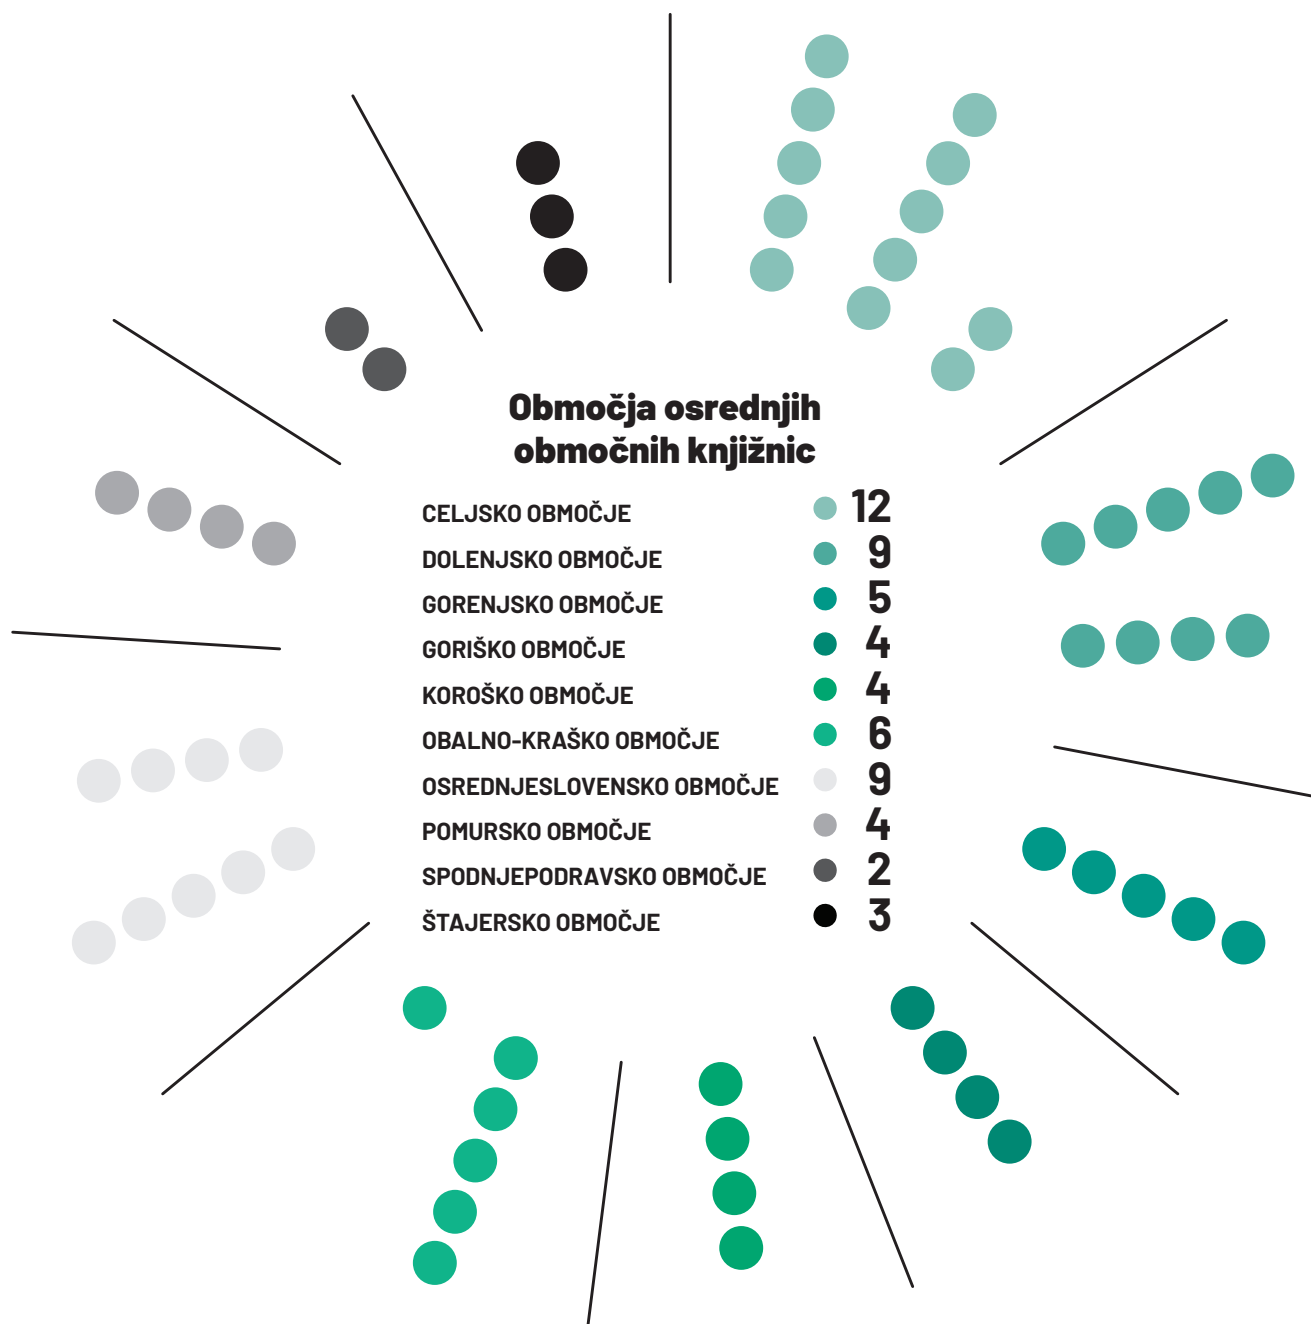 Območja osrednjih
območnih knjižnic
CELJSKO OBMOČJE 12
DOLENJSKO OBMOČJE 9
GORENJSKO OBMOČJE 5
GORIŠKO OBMOČJE 4
KOROŠKO OBMOČJE 4
OBALNO-KRAŠKO OBMOČJE 6
OSREDNJESLOVENSKO OBMOČJE 9
POMURSKO OBMOČJE 4
SPODNJEPODRAVSKO OBMOČJE 2
ŠTAJERSKO OBMOČJE 3